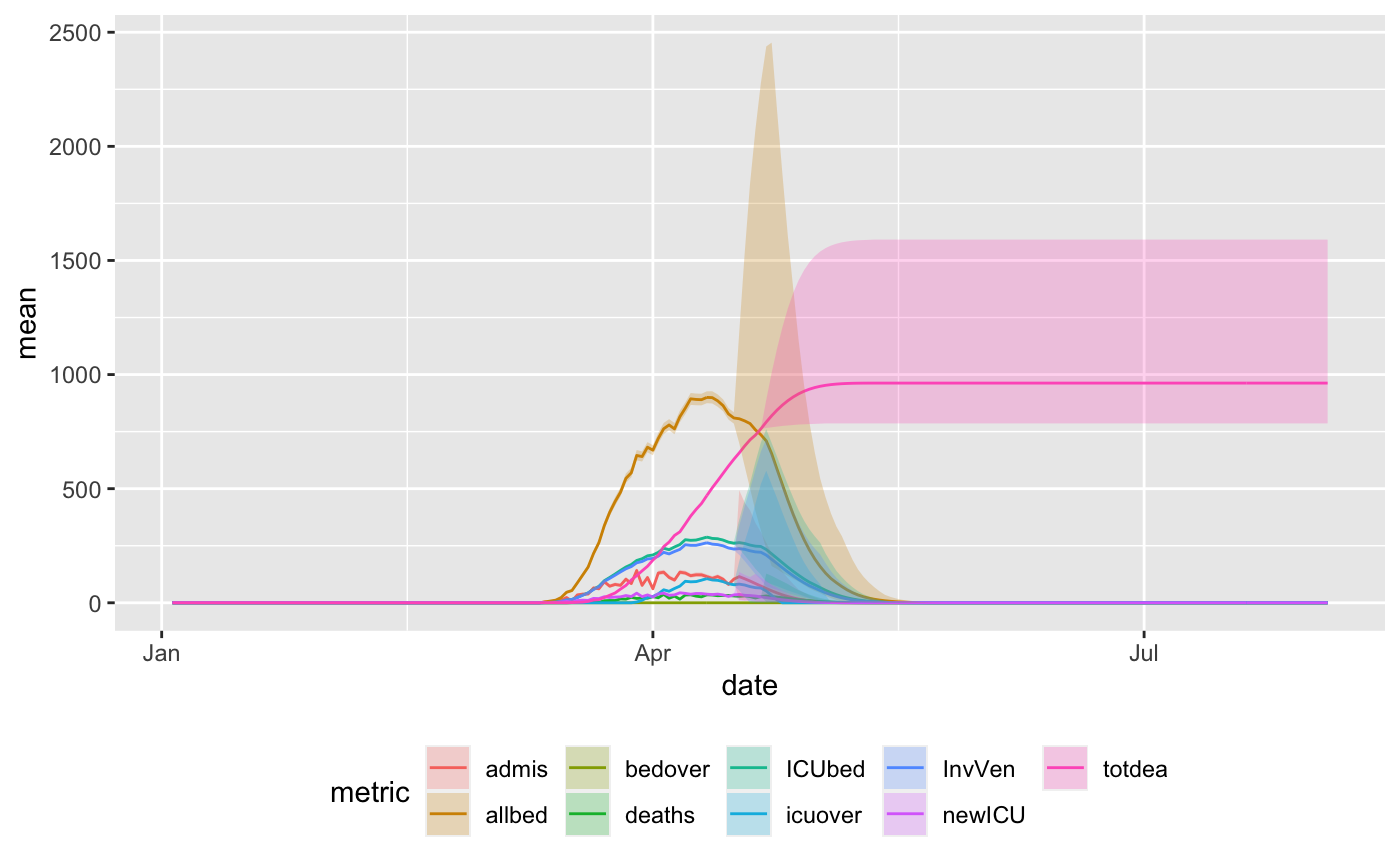 2500
2000
1500
1000
500
0
mean
Jan Apr Jul
date
metric
admis bedover ICUbed InvVen totdea
allbed deaths icuover newICU